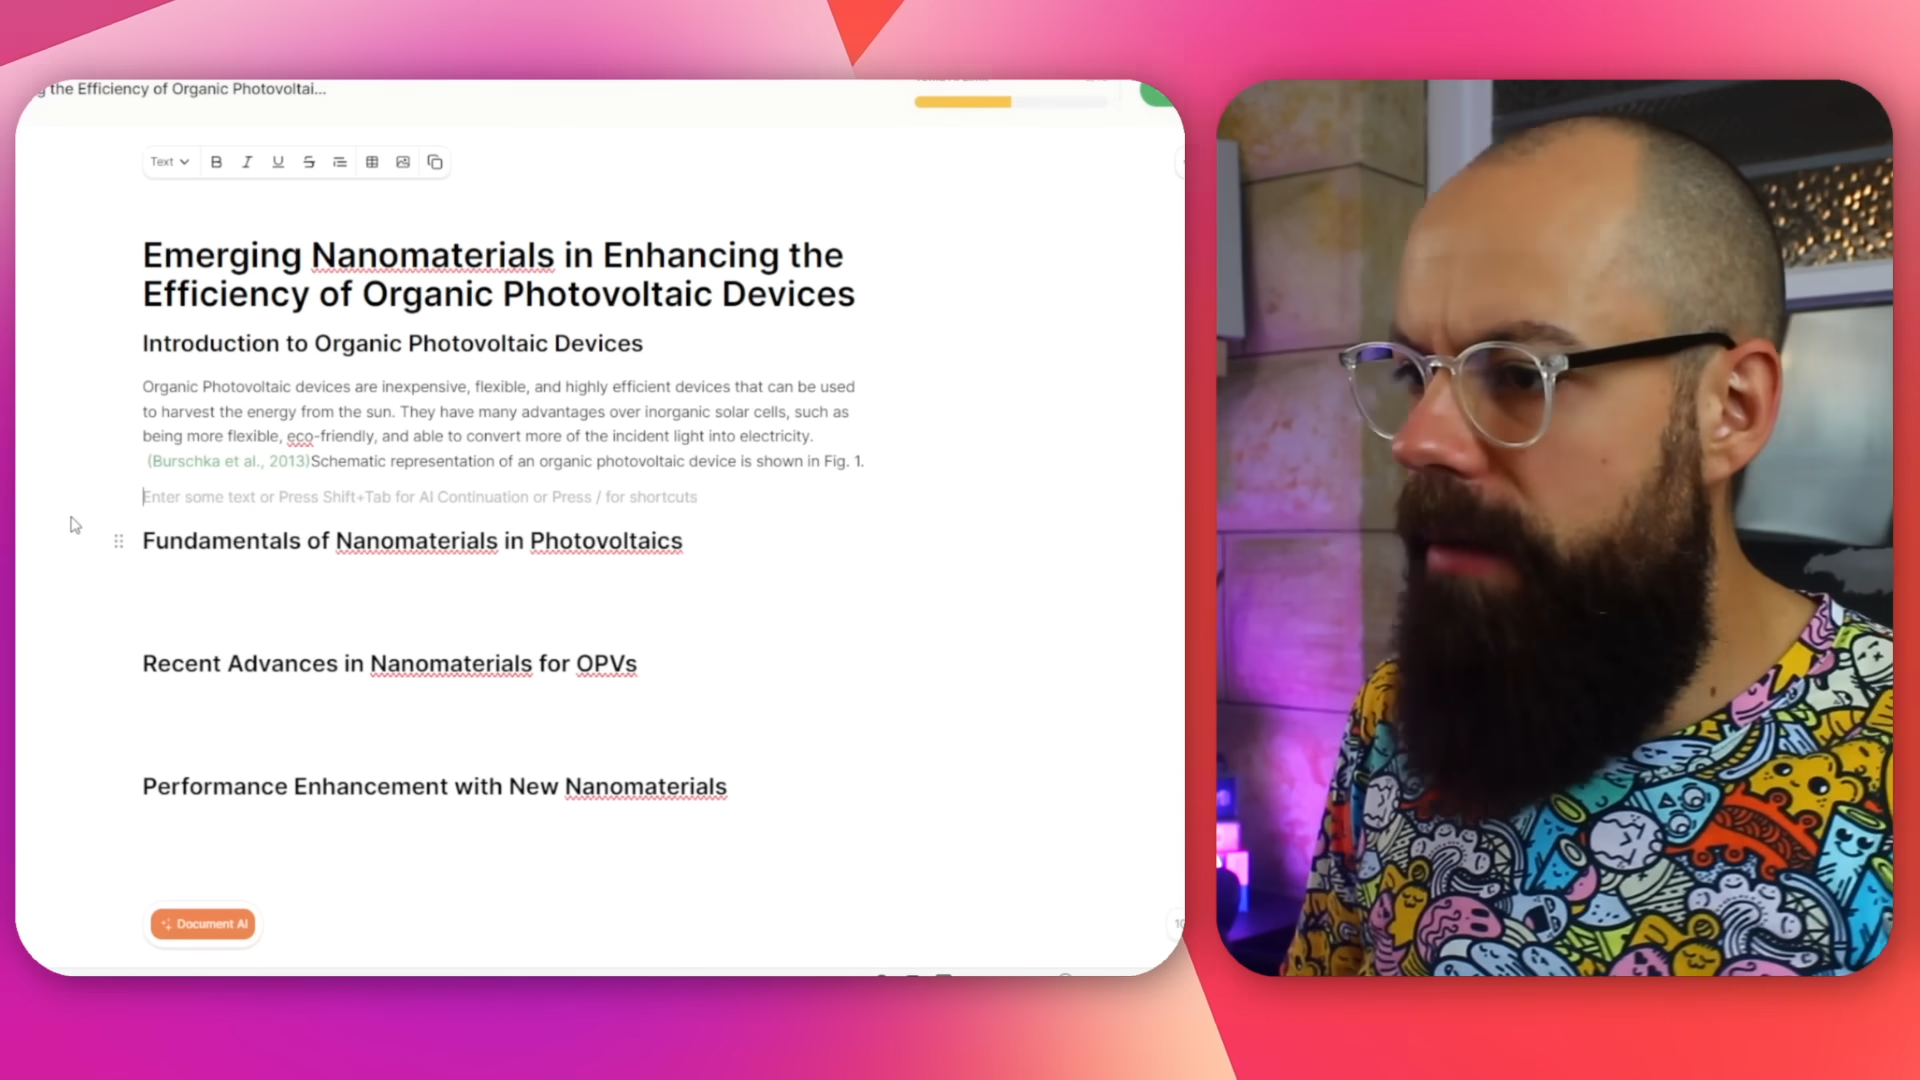 the Efficiency of Organic Photovoltai...
Text
Emerging Nanomaterials in Enhancing the
Efficiency of Organic Photovoltaic Devices
Introduction to Organic Photovoltaic Devices
Organic Photovoltaic devices are inexpensive, flexible, and highly efficient devices that can be used
to harvest the energy from the sun. They have many advantages over inorganic solar cells, such as
being more flexible, eco-friendly, and able to convert more of the incident light into electricity.
(Burschka et al., 2013)Schematic representation of an organic photovoltaic device is shown in Fig. 1.
Enter some text or Press Shift+Tab for AI Continuation or Press / for shortcuts
Fundamentals of Nanomaterials in Photovoltaics
Recent Advances in Nanomaterials for OPVs
Performance Enhancement with New Nanomaterials
Document AI